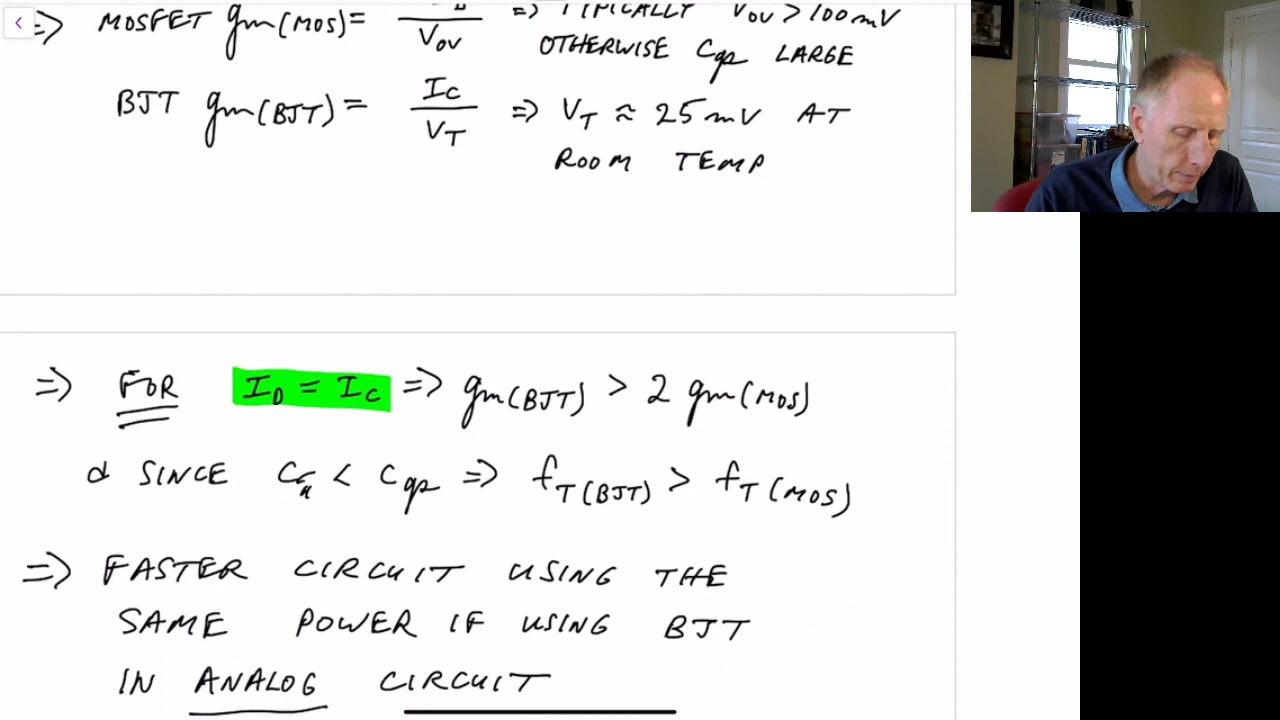 => MOSFET gm(MOS) = / Vov => TYPICALLY Vov > 100mV
OTHERWISE Cgs LARGE
BJT gm(BJT) = Ic / VT => VT ≈ 25mV AT
ROOM TEMP
=> FOR ID = IC => gm(BJT) > 2 gm(MOS)
& SINCE Cπ < Cgs => fT(BJT) > fT(MOS)
=> FASTER CIRCUIT USING THE
SAME POWER IF USING BJT
IN ANALOG CIRCUIT